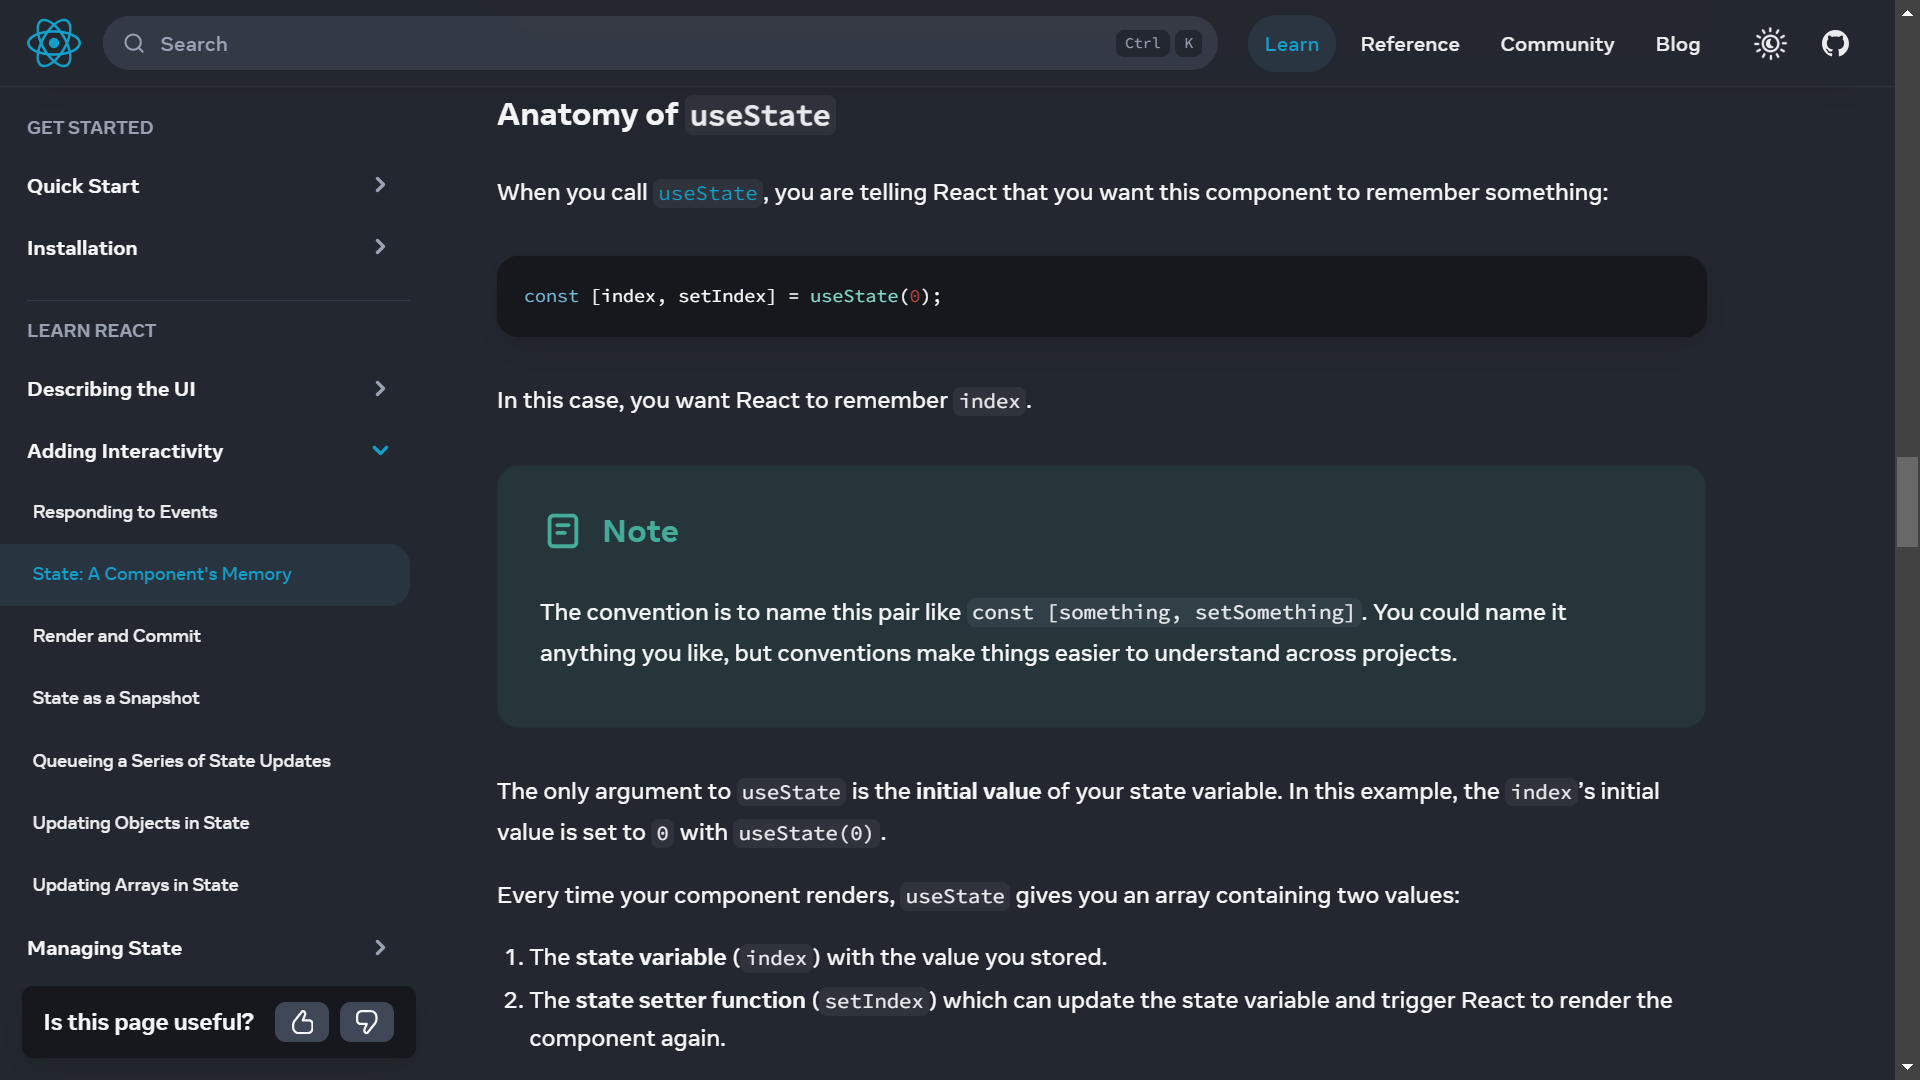 Search
Ctrl K
Learn
Reference
Community
Blog
GET STARTED
Quick Start
Installation
LEARN REACT
Describing the UI
Adding Interactivity
Responding to Events
State: A Component's Memory
Render and Commit
State as a Snapshot
Queueing a Series of State Updates
Updating Objects in State
Updating Arrays in State
Managing State
Is this page useful?
Anatomy of useState
When you call useState, you are telling React that you want this component to remember something:
const [index, setIndex] = useState(0);
In this case, you want React to remember index.
Note
The convention is to name this pair like const [something, setSomething]. You could name it
anything you like, but conventions make things easier to understand across projects.
The only argument to useState is the initial value of your state variable. In this example, the index’s initial
value is set to 0 with useState(0).
Every time your component renders, useState gives you an array containing two values:
1. The state variable (index) with the value you stored.
2. The state setter function (setIndex) which can update the state variable and trigger React to render the
component again.